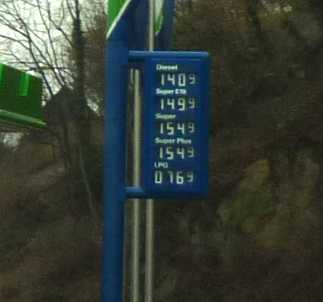 Diesel
1409
Super E10
1499
Super
1549
Super Plus
1549
LPG
0769